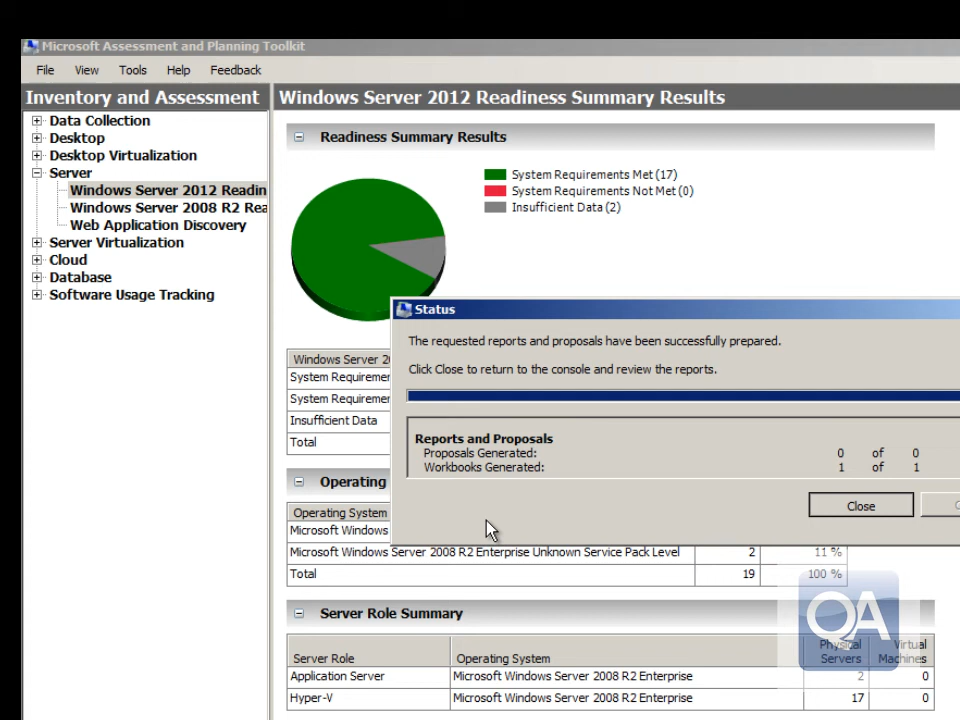 Microsoft Assessment and Planning Toolkit
File View Tools Help Feedback
Inventory and Assessment
Data Collection
Desktop
Desktop Virtualization
Server
Windows Server 2012 Readin
Windows Server 2008 R2 Rea
Web Application Discovery
Server Virtualization
Cloud
Database
Software Usage Tracking
Windows Server 2012 Readiness Summary Results
Readiness Summary Results
System Requirements Met (17)
System Requirements Not Met (0)
Insufficient Data (2)
Windows Server 2
System Requiremen
System Requiremen
Insufficient Data
Total
Status
The requested reports and proposals have been successfully prepared.
Click Close to return to the console and review the reports.
Reports and Proposals
Proposals Generated: 0 of 0
Workbooks Generated: 1 of 1
Close
Operating
Operating System
Microsoft Windows
Microsoft Windows Server 2008 R2 Enterprise Unknown Service Pack Level 2 11 %
Total 19 100 %
Server Role Summary
Server Role Operating System Physical Servers Virtual Machines
Application Server Microsoft Windows Server 2008 R2 Enterprise 2 0
Hyper-V Microsoft Windows Server 2008 R2 Enterprise 17 0
QA